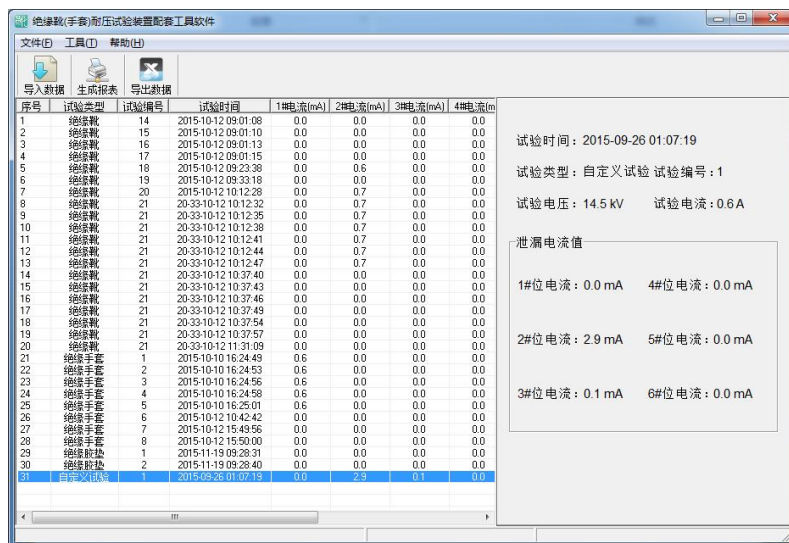 绝缘靴(手套)耐压试验装置配套工具软件
文件(F) 工具(T) 帮助(H)
导入数据 生成报表 导出数据
序号 试验类型 试验编号 试验时间 1#电流(mA) 2#电流(mA) 3#电流(mA) 4#电流(m
1 绝缘靴 14 2015-10-12 09:01:08 0.0 0.0 0.0 0.0
2 绝缘靴 15 2015-10-12 09:01:10 0.0 0.0 0.0 0.0
3 绝缘靴 16 2015-10-12 09:01:13 0.0 0.0 0.0 0.0
4 绝缘靴 17 2015-10-12 09:01:15 0.0 0.0 0.0 0.0
5 绝缘靴 18 2015-10-12 09:23:38 0.0 0.6 0.0 0.0
6 绝缘靴 19 2015-10-12 09:33:18 0.0 0.0 0.0 0.0
7 绝缘靴 20 2015-10-12 10:12:28 0.0 0.7 0.0 0.0
8 绝缘靴 21 20-33-10-12 10:12:32 0.0 0.7 0.0 0.0
9 绝缘靴 21 20-33-10-12 10:12:35 0.0 0.7 0.0 0.0
10 绝缘靴 21 20-33-10-12 10:12:38 0.0 0.7 0.0 0.0
11 绝缘靴 21 20-33-10-12 10:12:41 0.0 0.7 0.0 0.0
12 绝缘靴 21 20-33-10-12 10:12:44 0.0 0.7 0.0 0.0
13 绝缘靴 21 20-33-10-12 10:12:47 0.0 0.7 0.0 0.0
14 绝缘靴 21 20-33-10-12 10:37:40 0.0 0.0 0.0 0.0
15 绝缘靴 21 20-33-10-12 10:37:43 0.0 0.0 0.0 0.0
16 绝缘靴 21 20-33-10-12 10:37:46 0.0 0.0 0.0 0.0
17 绝缘靴 21 20-33-10-12 10:37:49 0.0 0.0 0.0 0.0
18 绝缘靴 21 20-33-10-12 10:37:54 0.0 0.0 0.0 0.0
19 绝缘靴 21 20-33-10-12 10:37:57 0.0 0.0 0.0 0.0
20 绝缘靴 21 20-33-10-12 11:31:09 0.0 0.0 0.0 0.0
21 绝缘手套 1 2015-10-10 16:24:49 0.6 0.0 0.0 0.0
22 绝缘手套 2 2015-10-10 16:24:53 0.6 0.0 0.0 0.0
23 绝缘手套 3 2015-10-10 16:24:56 0.6 0.0 0.0 0.0
24 绝缘手套 4 2015-10-10 16:24:58 0.6 0.0 0.0 0.0
25 绝缘手套 5 2015-10-10 16:25:01 0.6 0.0 0.0 0.0
26 绝缘手套 6 2015-10-12 10:42:42 0.0 0.0 0.0 0.0
27 绝缘手套 7 2015-10-12 15:49:56 0.0 0.0 0.0 0.0
28 绝缘手套 8 2015-10-12 15:50:00 0.0 0.0 0.0 0.0
29 绝缘胶垫 1 2015-11-19 09:28:31 0.0 0.0 0.0 0.0
30 绝缘胶垫 2 2015-11-19 09:28:40 0.0 0.0 0.0 0.0
31 自定义试验 1 2015-09-26 01:07:19 0.0 2.9 0.1 0.0
试验时间：2015-09-26 01:07:19
试验类型：自定义试验 试验编号：1
试验电压：14.5 kV 试验电流：0.6 A
泄漏电流值
1#位电流：0.0 mA 4#位电流：0.0 mA
2#位电流：2.9 mA 5#位电流：0.0 mA
3#位电流：0.1 mA 6#位电流：0.0 mA